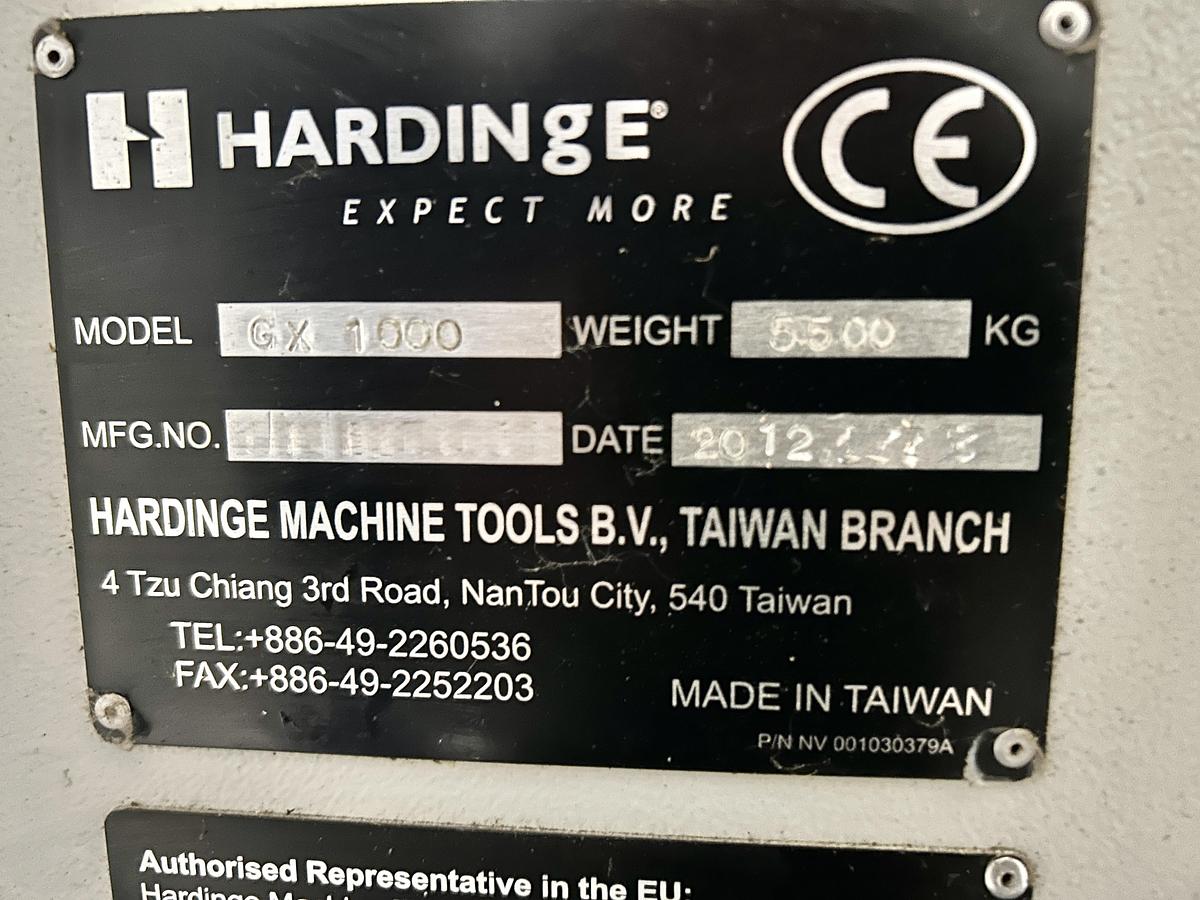 HARDINgE®
EXPECT MORE
CE
MODEL GX 1000 WEIGHT 5500 KG
MFG.NO. DATE 2012
HARDINGE MACHINE TOOLS B.V., TAIWAN BRANCH
4 Tzu Chiang 3rd Road, NanTou City, 540 Taiwan
TEL:+886-49-2260536
FAX:+886-49-2252203
MADE IN TAIWAN
P/N NV 001030379A
Authorised Representative in the EU:
Hardinge